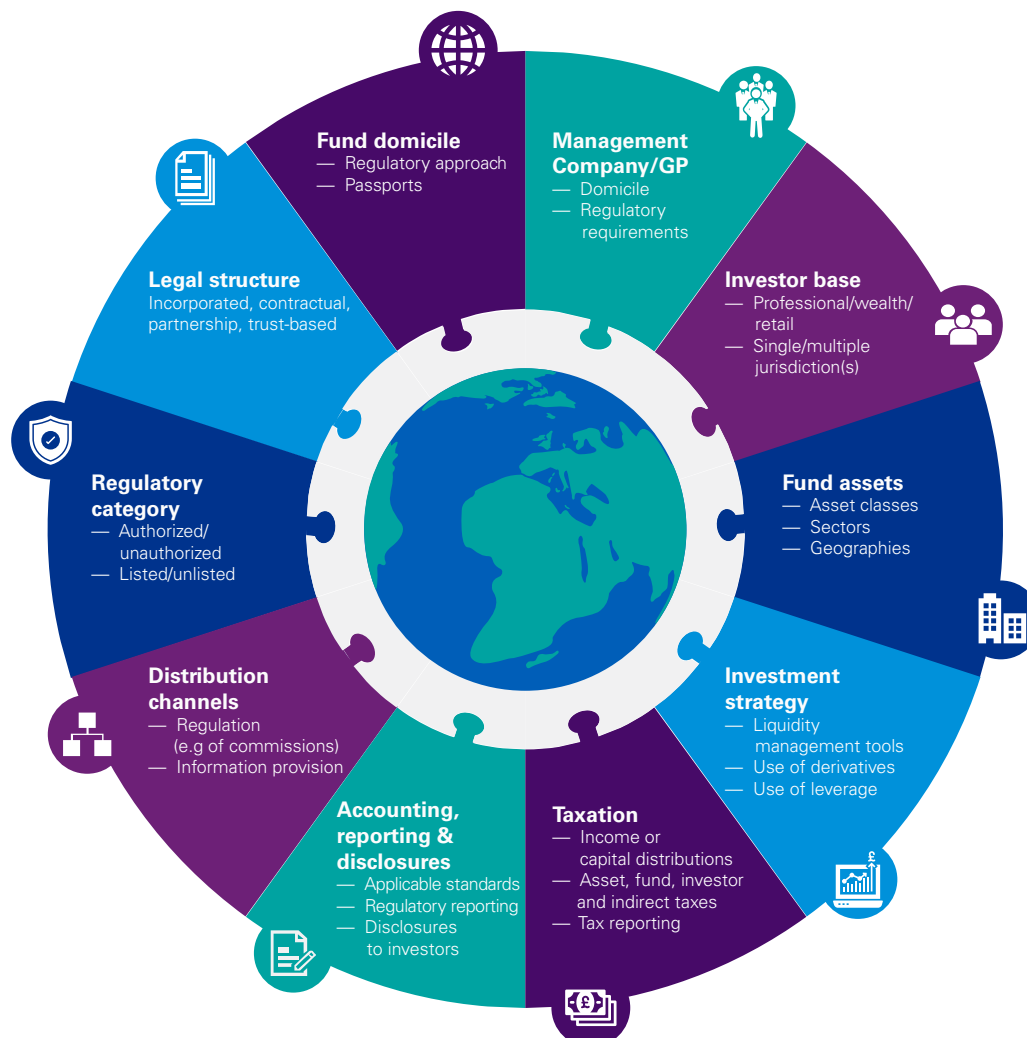 Fund domicile
— Regulatory approach
— Passports
Management
Company/GP
— Domicile
— Regulatory
requirements
Investor base
— Professional/wealth/
retail
— Single/multiple
jurisdiction(s)
Fund assets
— Asset classes
— Sectors
— Geographies
Investment
strategy
— Liquidity
management tools
— Use of derivatives
— Use of leverage
Taxation
— Income or
capital distributions
— Asset, fund, investor
and indirect taxes
— Tax reporting
£
£
Accounting,
reporting &
disclosures
— Applicable standards
— Regulatory reporting
— Disclosures
to investors
Distribution
channels
— Regulation
(e.g of commissions)
— Information provision
Regulatory
category
— Authorized/
unauthorized
— Listed/unlisted
Legal structure
Incorporated, contractual,
partnership, trust-based